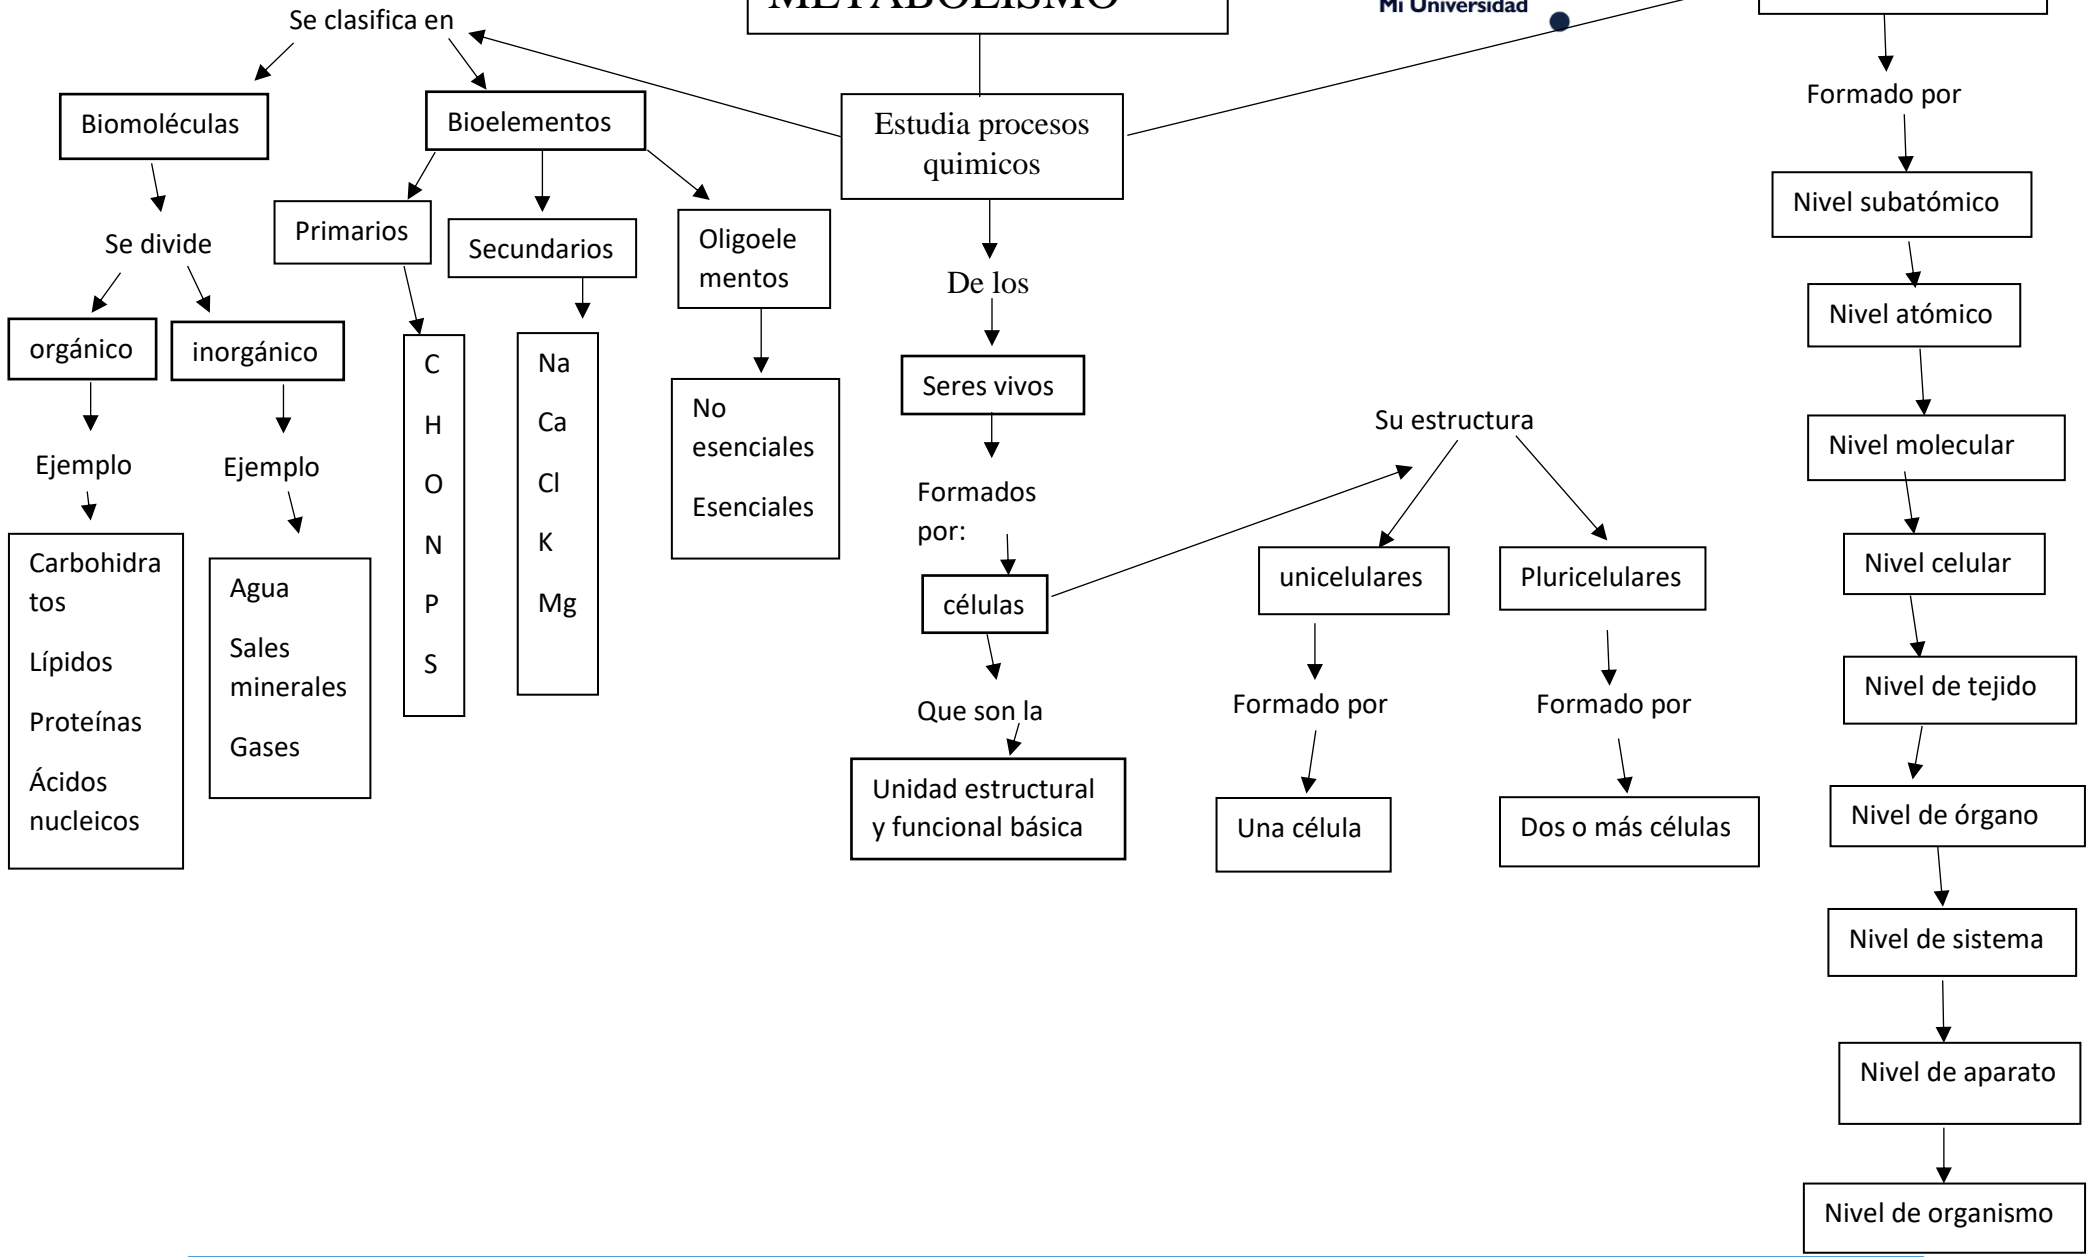 Se clasifica en
METABOLISMO
Mi Universidad
Biomoléculas
Bioelementos
Estudia procesos
quimicos
Formado por
Se divide
Primarios
Secundarios
Oligoele
mentos
De los
Nivel subatómico
orgánico
inorgánico
C
H
O
N
P
S
Na
Ca
Cl
K
Mg
No
esenciales
Esenciales
Seres vivos
Nivel atómico
Ejemplo
Ejemplo
Formados
por:
Su estructura
Nivel molecular
Carbohidra
tos
Lípidos
Proteínas
Ácidos
nucleicos
Agua
Sales
minerales
Gases
células
unicelulares
Pluricelulares
Nivel celular
Que son la
Formado por
Formado por
Nivel de tejido
Unidad estructural
y funcional básica
Una célula
Dos o más células
Nivel de órgano
Nivel de sistema
Nivel de aparato
Nivel de organismo